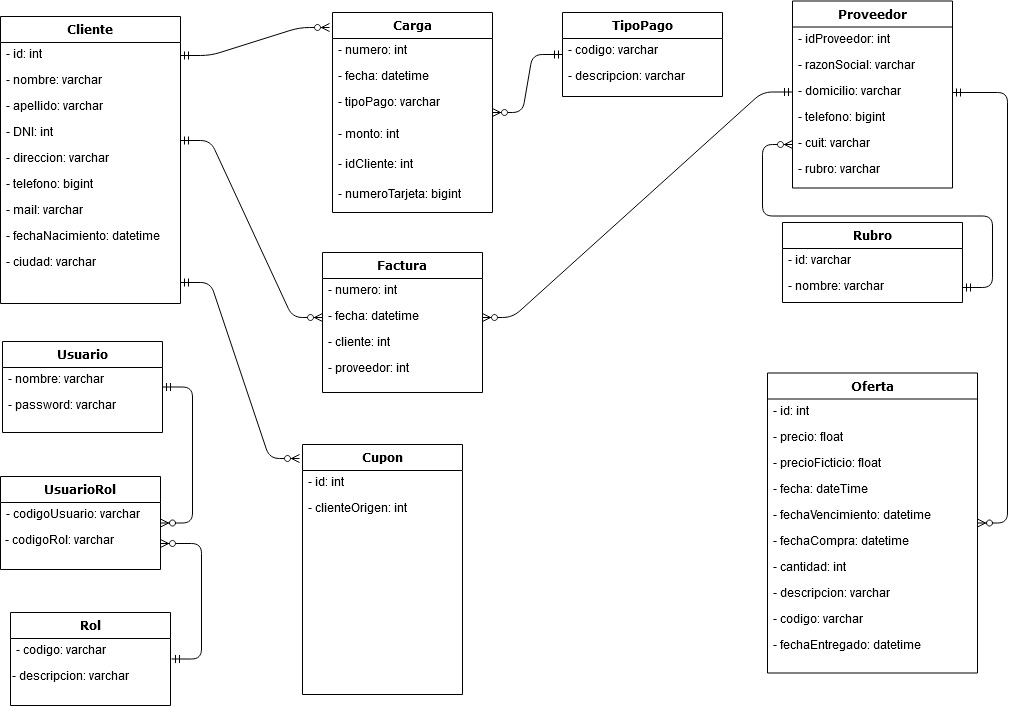 Cliente
- id: int
- nombre: varchar
- apellido: varchar
- DNI: int
- direccion: varchar
- telefono: bigint
- mail: varchar
- fechaNacimiento: datetime
- ciudad: varchar
Carga
- numero: int
- fecha: datetime
- tipoPago: varchar
- monto: int
- idCliente: int
- numeroTarjeta: bigint
TipoPago
- codigo: varchar
- descripcion: varchar
Proveedor
- idProveedor: int
- razonSocial: varchar
- domicilio: varchar
- telefono: bigint
- cuit: varchar
- rubro: varchar
Rubro
- id: varchar
- nombre: varchar
Factura
- numero: int
- fecha: datetime
- cliente: int
- proveedor: int
Usuario
- nombre: varchar
- password: varchar
UsuarioRol
- codigoUsuario: varchar
- codigoRol: varchar
Rol
- codigo: varchar
- descripcion: varchar
Cupon
- id: int
- clienteOrigen: int
Oferta
- id: int
- precio: float
- precioFicticio: float
- fecha: dateTime
- fechaVencimiento: datetime
- fechaCompra: datetime
- cantidad: int
- descripcion: varchar
- codigo: varchar
- fechaEntregado: datetime